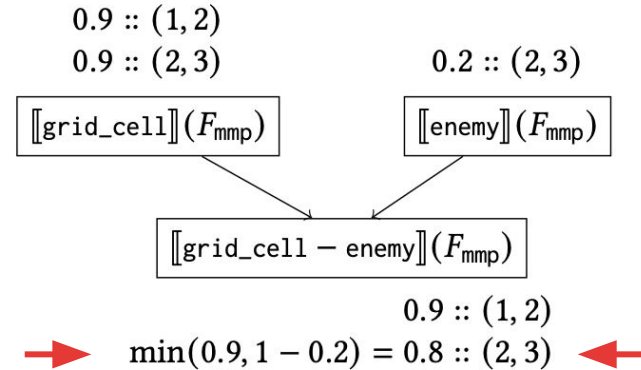 0.9 :: (1, 2)
0.9 :: (2, 3)
0.2 :: (2, 3)
⟦grid_cell⟧(F_mmp)
⟦enemy⟧(F_mmp)
⟦grid_cell − enemy⟧(F_mmp)
0.9 :: (1, 2)
min(0.9, 1 − 0.2) = 0.8 :: (2, 3)